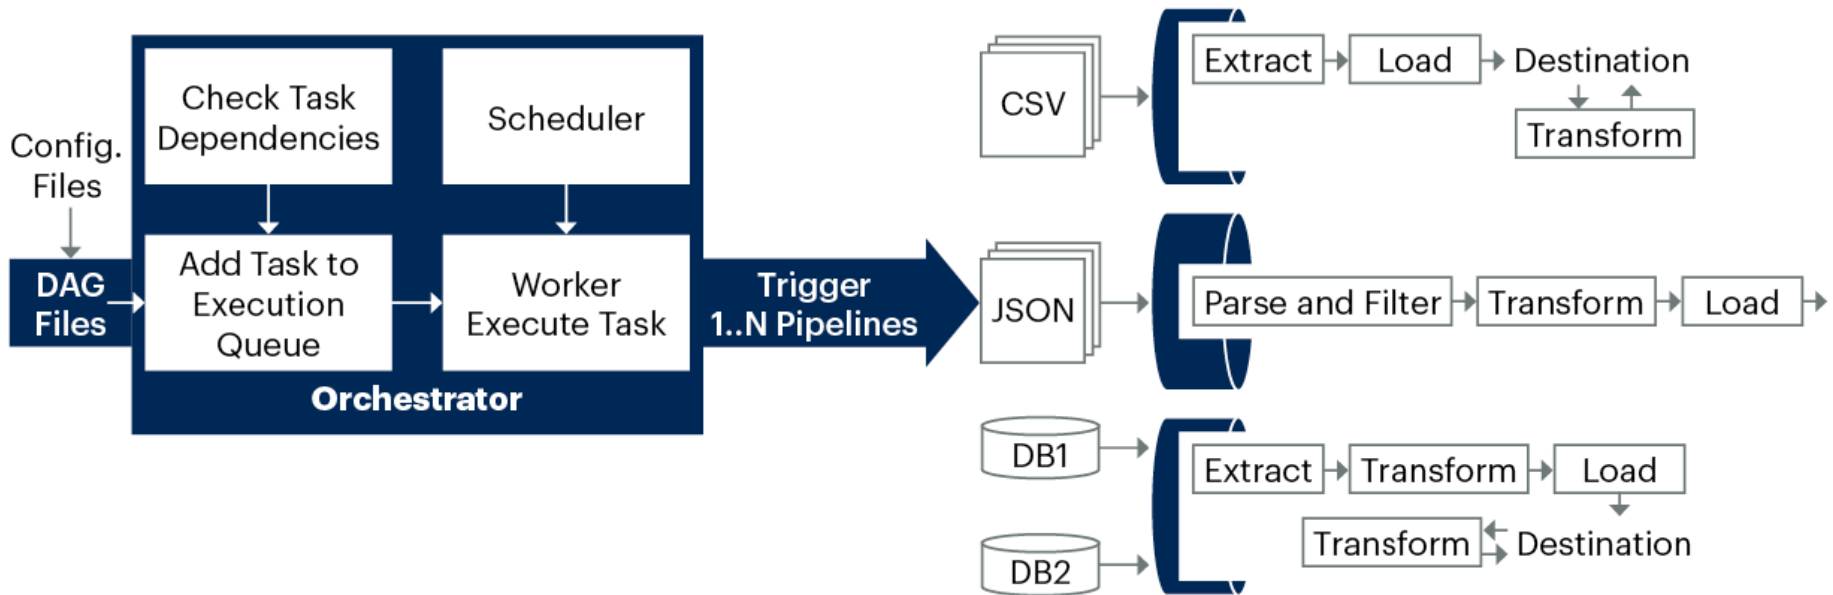 Config.
Files
DAG
Files
Check Task
Dependencies
Scheduler
Add Task to
Execution
Queue
Worker
Execute Task
Orchestrator
Trigger
1..N Pipelines
CSV
Extract
Load
Destination
Transform
JSON
Parse and Filter
Transform
Load
DB1
DB2
Extract
Transform
Load
Transform
Destination